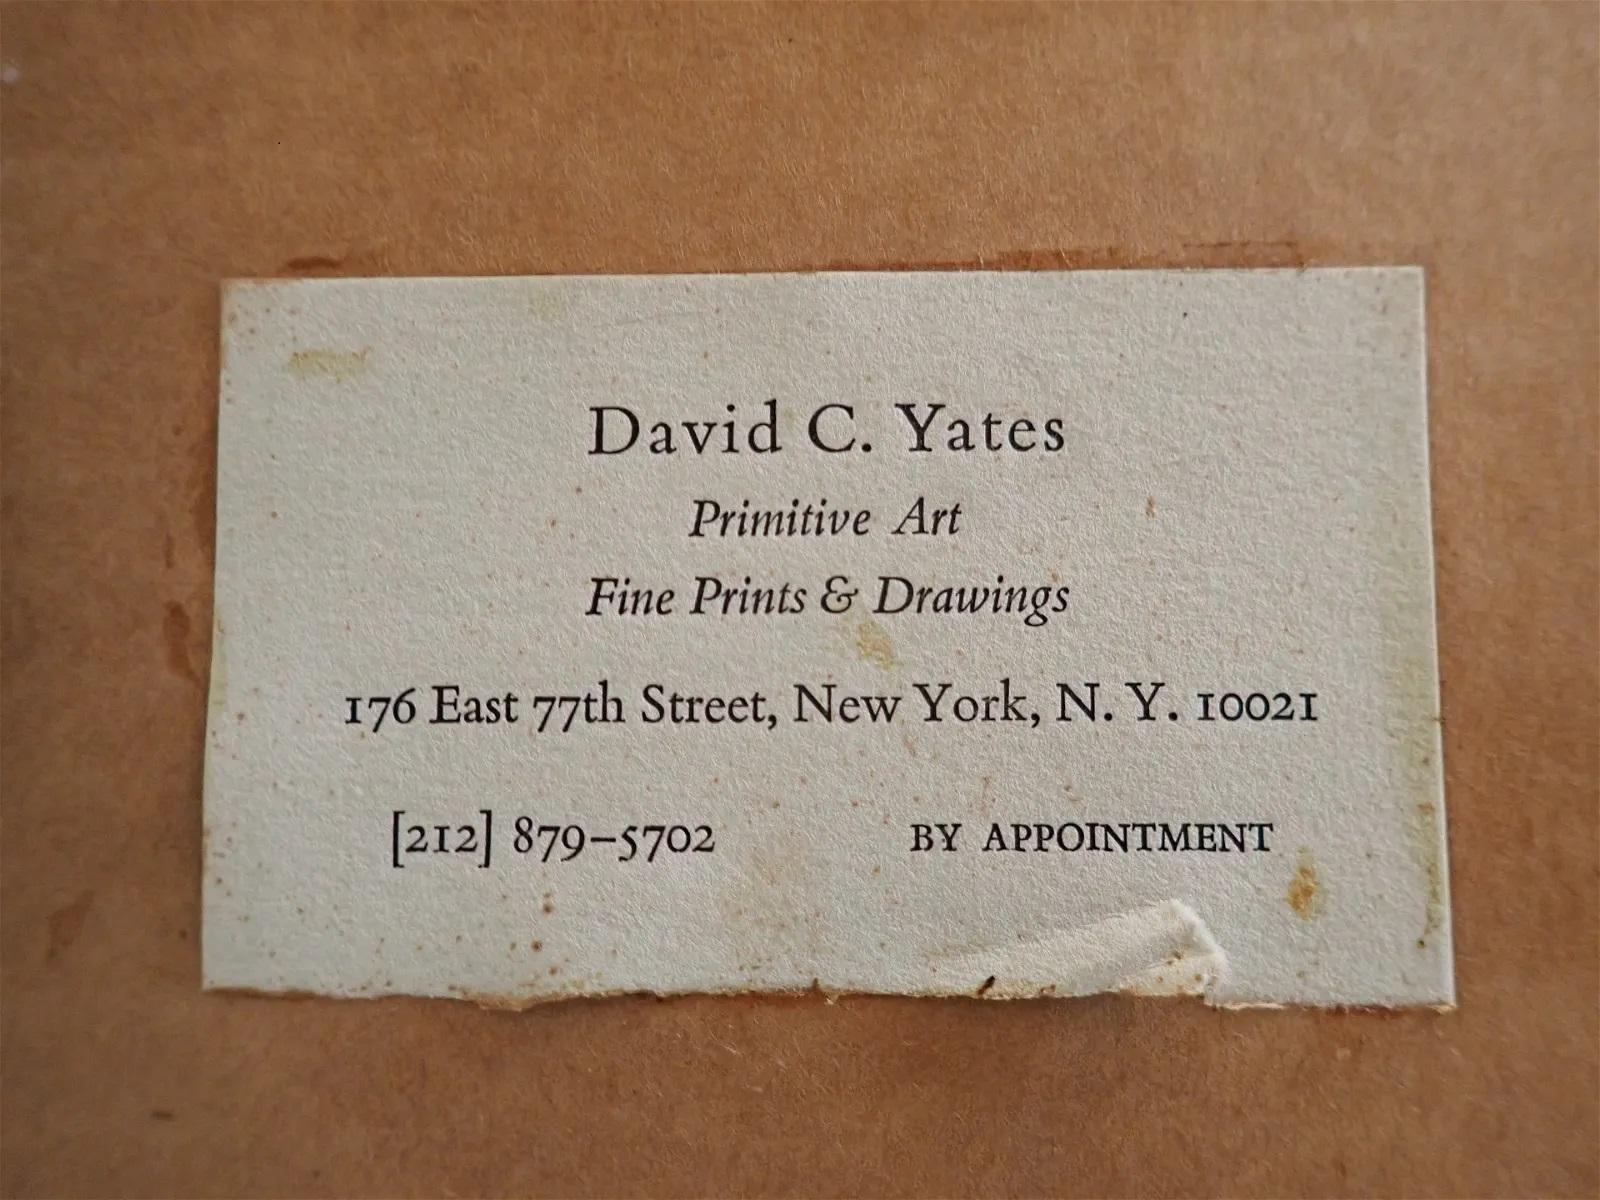 David C. Yates
Primitive Art
Fine Prints & Drawings
176 East 77th Street, New York, N. Y. 10021
[212] 879–5702 BY APPOINTMENT